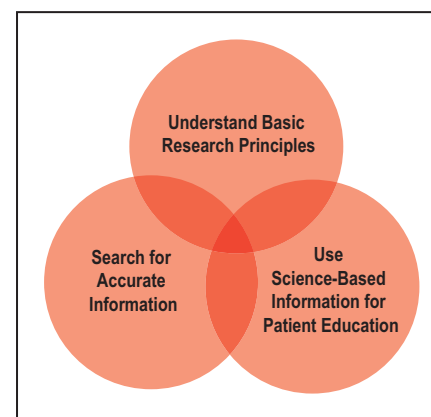 Understand Basic
Research Principles
Search for
Accurate
Information
Use
Science-Based
Information for
Patient Education